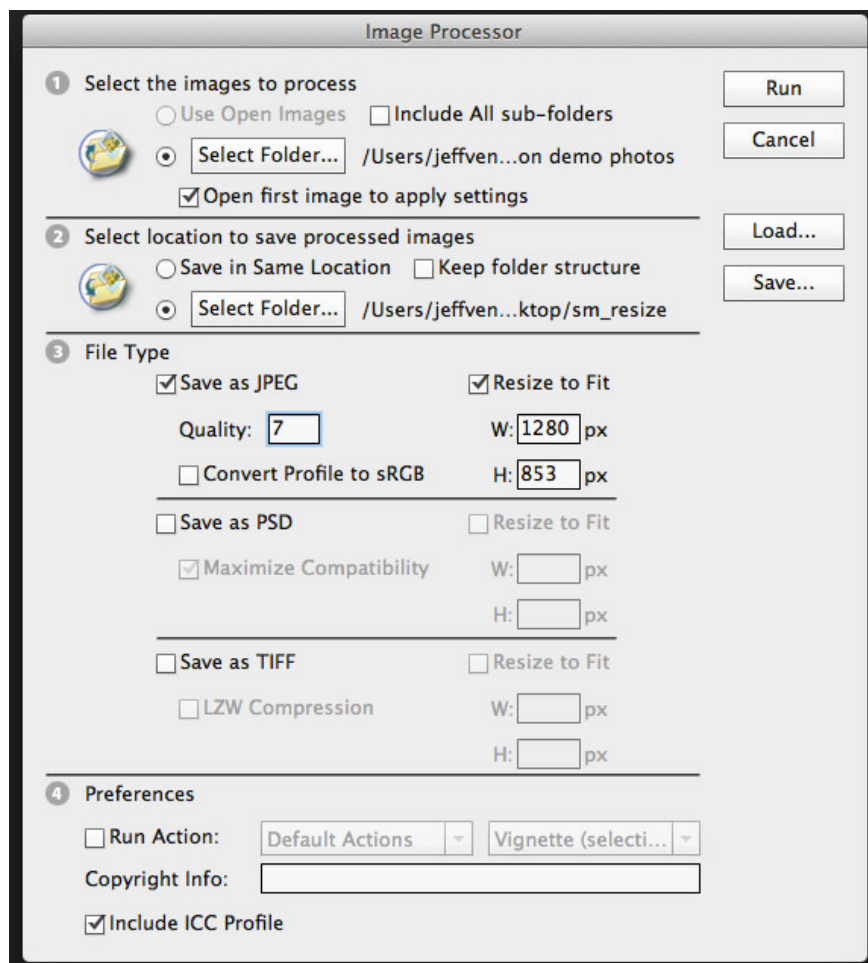 Image Processor
1 Select the images to process
Use Open Images Include All sub-folders
Select Folder... /Users/jeffven...on demo photos
Open first image to apply settings
Run
Cancel
2 Select location to save processed images
Save in Same Location Keep folder structure
Select Folder... /Users/jeffven...ktop/sm_resize
Load...
Save...
3 File Type
Save as JPEG Resize to Fit
Quality: 7 W: 1280 px
Convert Profile to sRGB H: 853 px
Save as PSD Resize to Fit
Maximize Compatibility W: px
H: px
Save as TIFF Resize to Fit
LZW Compression W: px
H: px
4 Preferences
Run Action: Default Actions Vignette (selecti...
Copyright Info:
Include ICC Profile